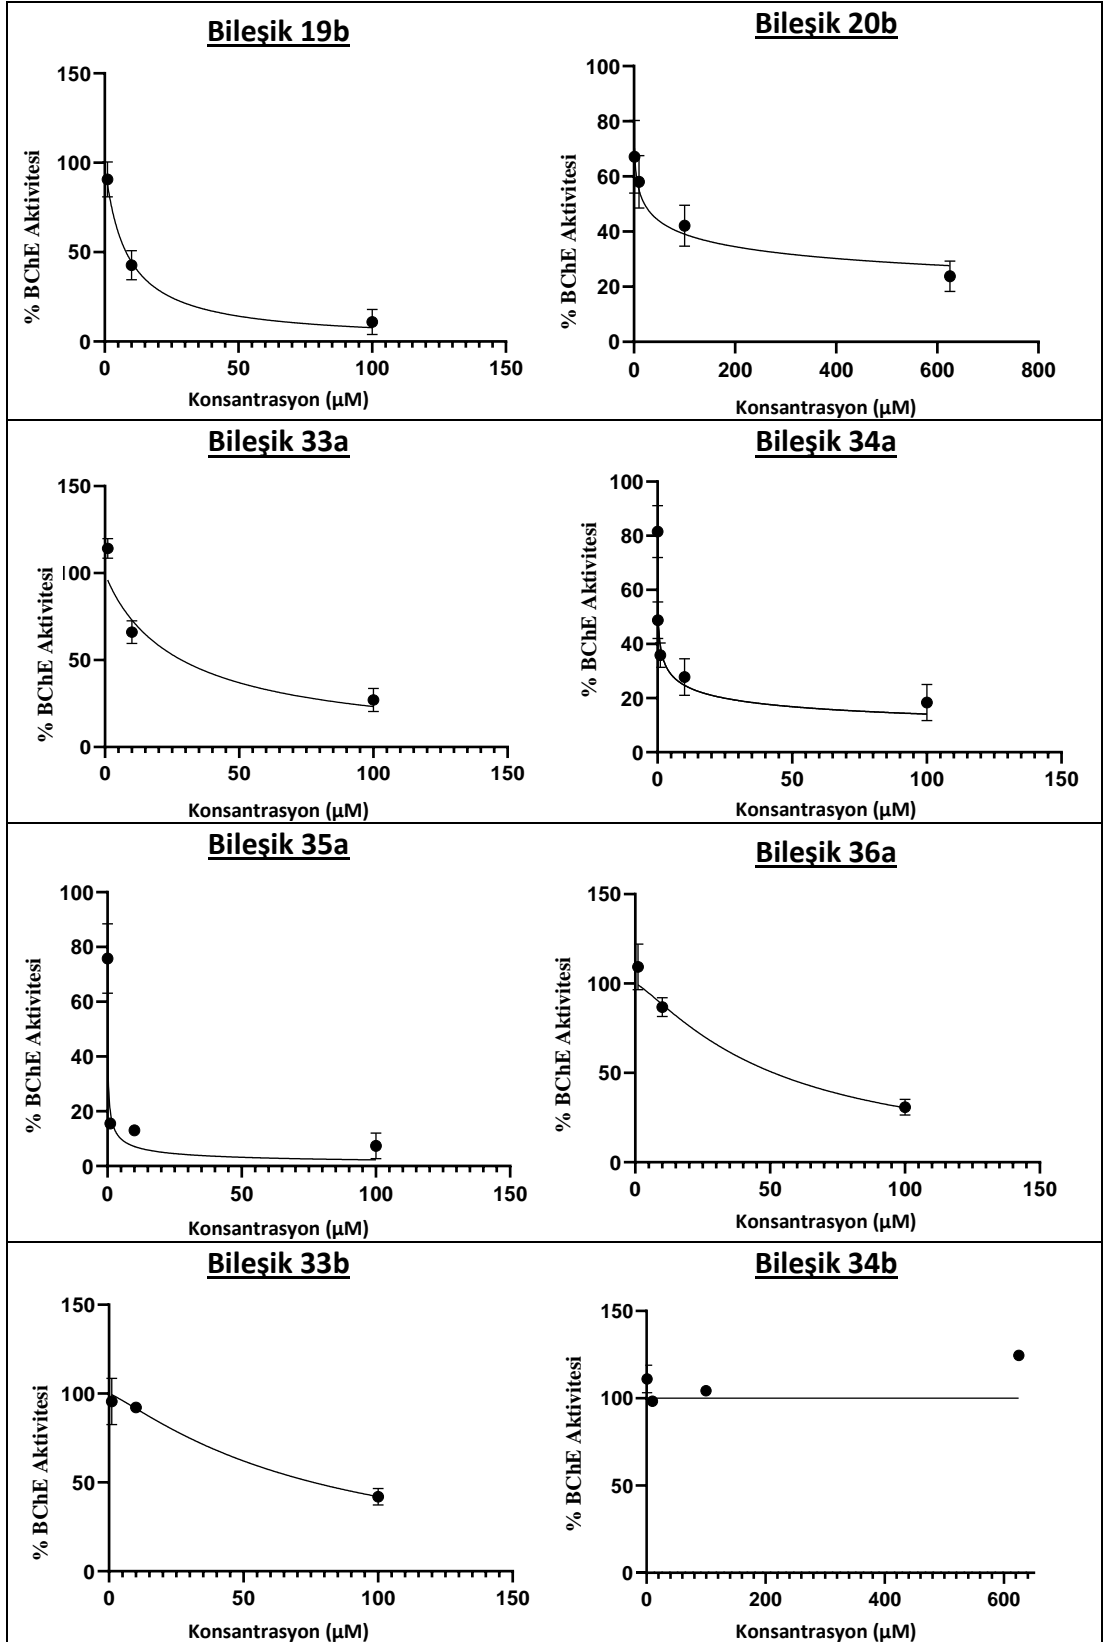 Bileşik 19b
150
100
50
0
0 50 100 150
% BChE Aktivitesi
Konsantrasyon (µM)
Bileşik 20b
100
80
60
40
20
0
0 200 400 600 800
% BChE Aktivitesi
Konsantrasyon (µM)
Bileşik 33a
150
100
50
0
0 50 100 150
% BChE Aktivitesi
Konsantrasyon (µM)
Bileşik 34a
100
80
60
40
20
0
0 50 100 150
% BChE Aktivitesi
Konsantrasyon (µM)
Bileşik 35a
100
80
60
40
20
0
0 50 100 150
% BChE Aktivitesi
Konsantrasyon (µM)
Bileşik 36a
150
100
50
0
0 50 100 150
% BChE Aktivitesi
Konsantrasyon (µM)
Bileşik 33b
150
100
50
0
0 50 100 150
% BChE Aktivitesi
Konsantrasyon (µM)
Bileşik 34b
150
100
50
0
0 200 400 600
% BChE Aktivitesi
Konsantrasyon (µM)